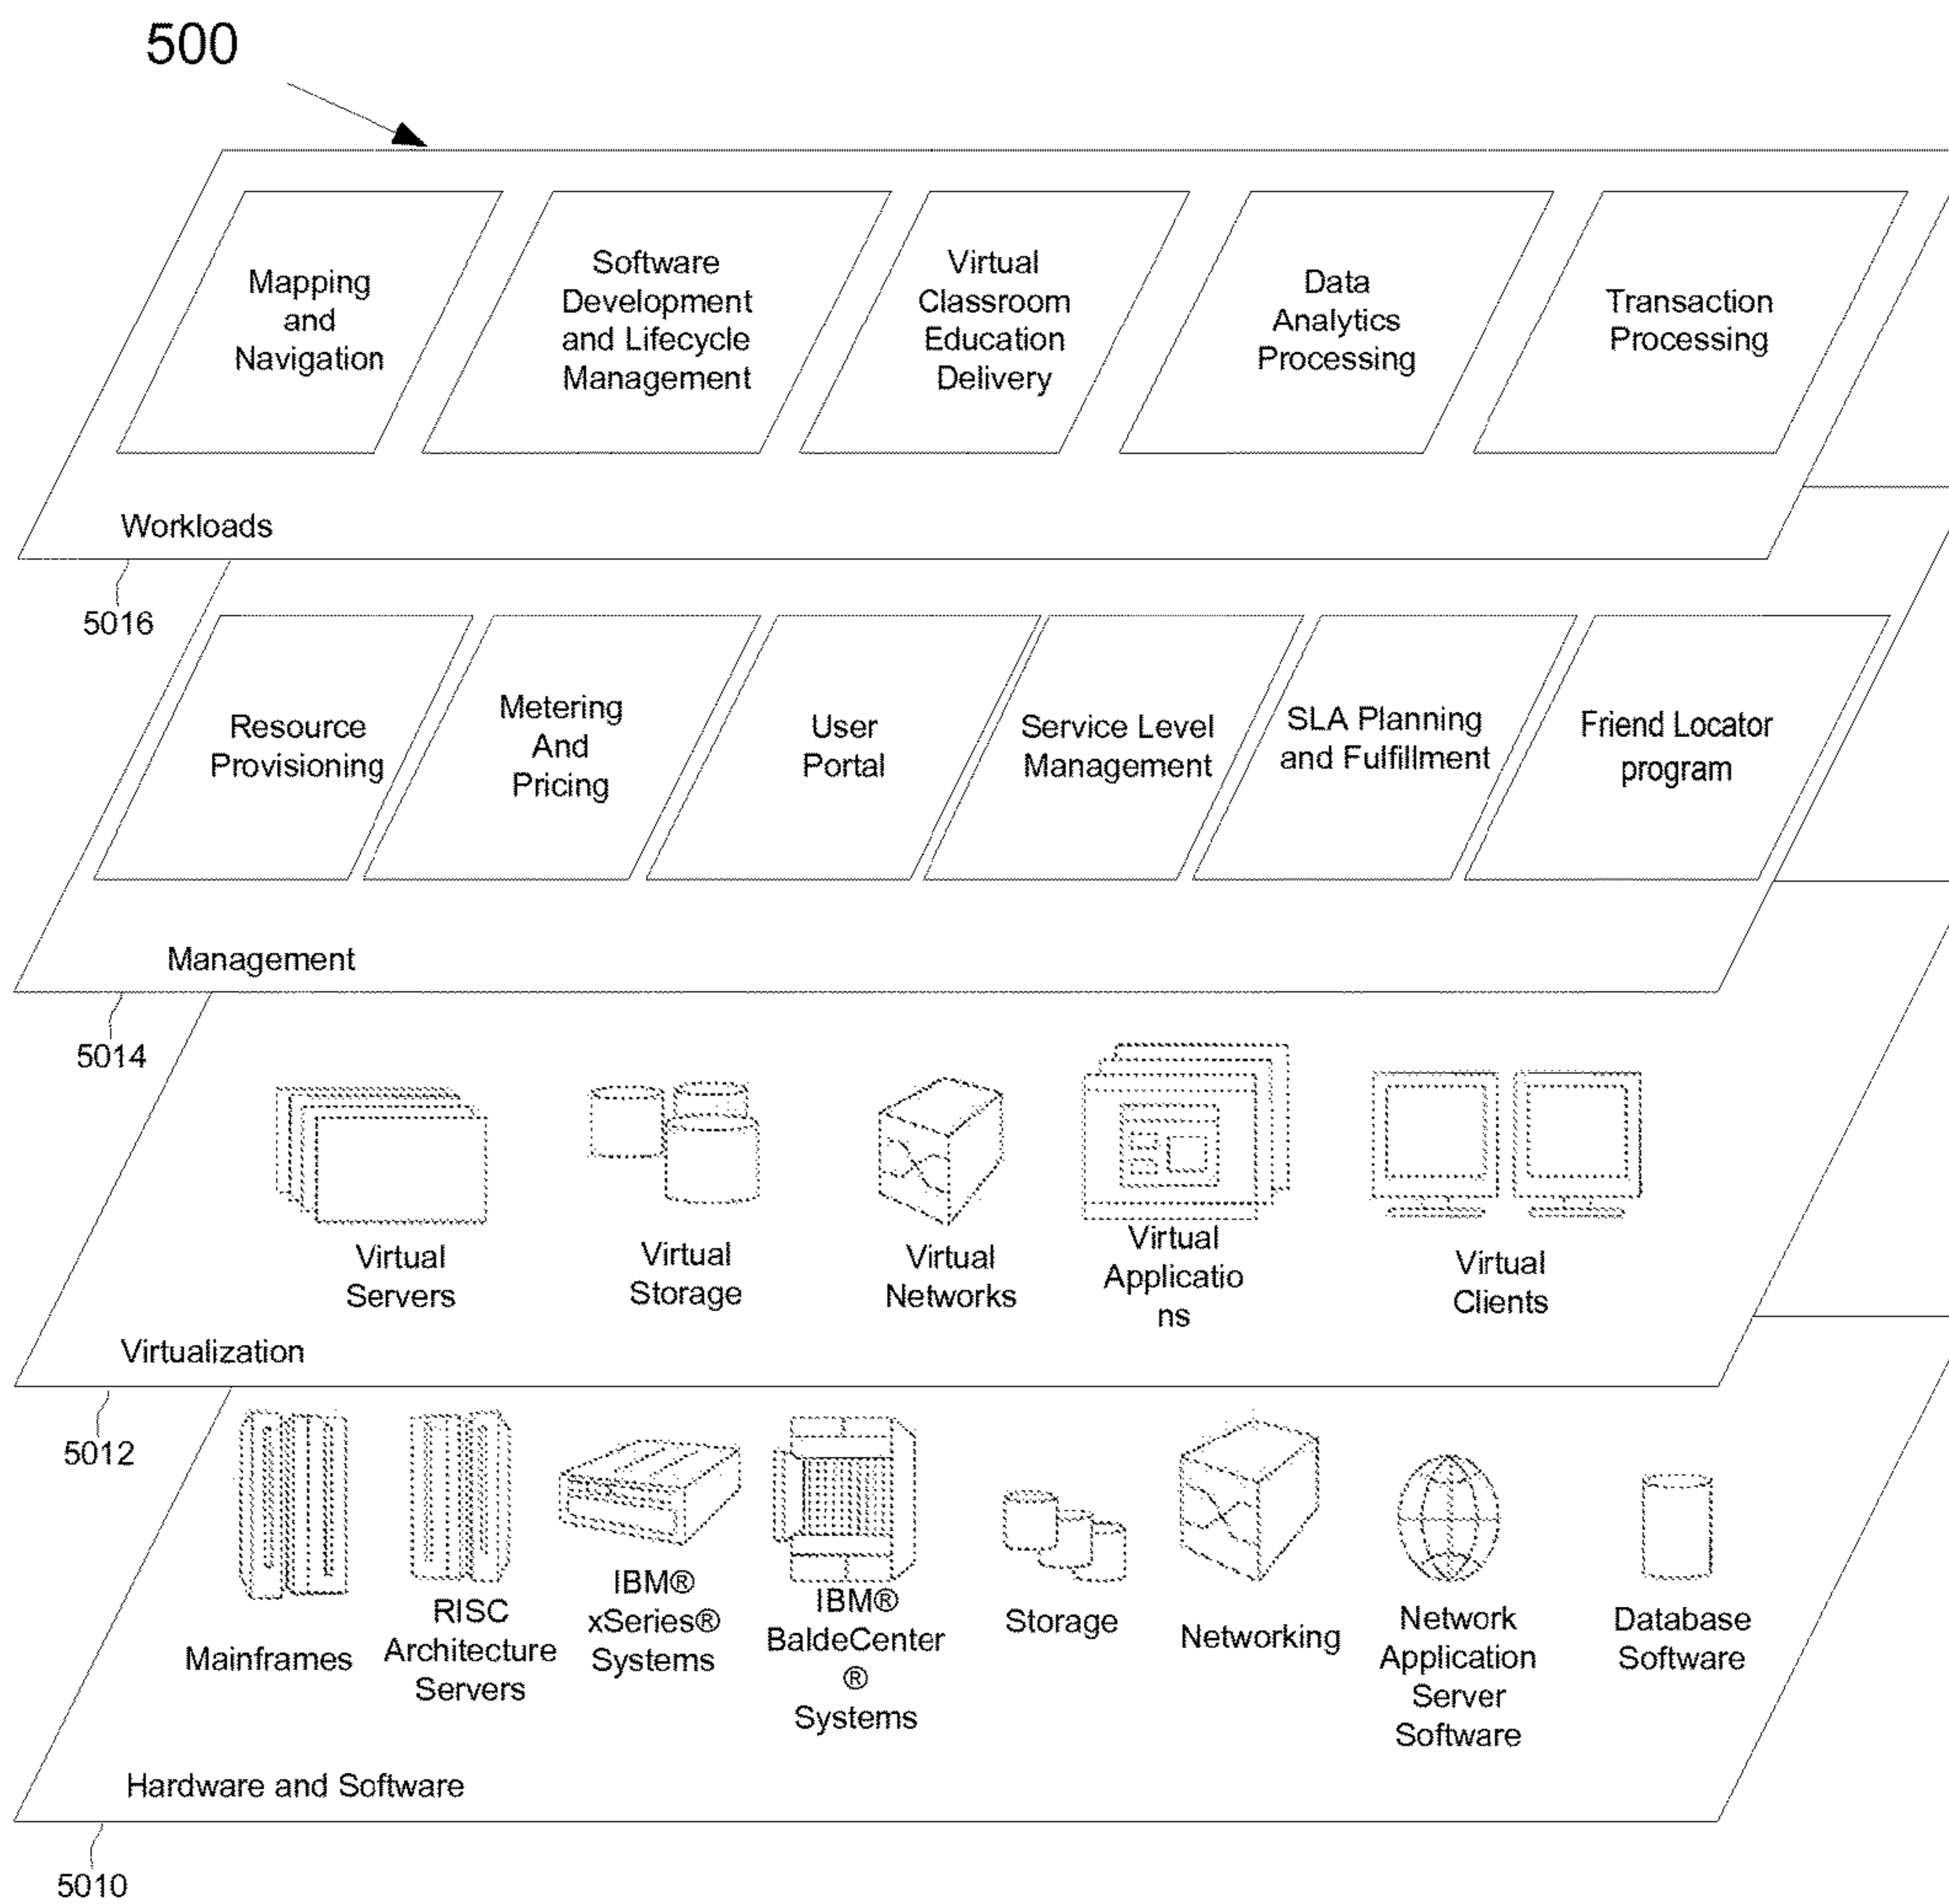 500
Mapping
and
Navigation
Software
Development
and Lifecycle
Management
Virtual
Classroom
Education
Delivery
Data
Analytics
Processing
Transaction
Processing
Workloads
5016
Resource
Provisioning
Metering
And
Pricing
User
Portal
Service Level
Management
SLA Planning
and Fulfillment
Friend Locator
program
Management
5014
Virtual
Servers
Virtual
Storage
Virtual
Networks
Virtual
Applicatio
ns
Virtual
Clients
Virtualization
5012
Mainframes
RISC
Architecture
Servers
IBM®
xSeries®
Systems
IBM®
BaldeCenter
®
Systems
Storage
Networking
Network
Application
Server
Software
Database
Software
Hardware and Software
5010